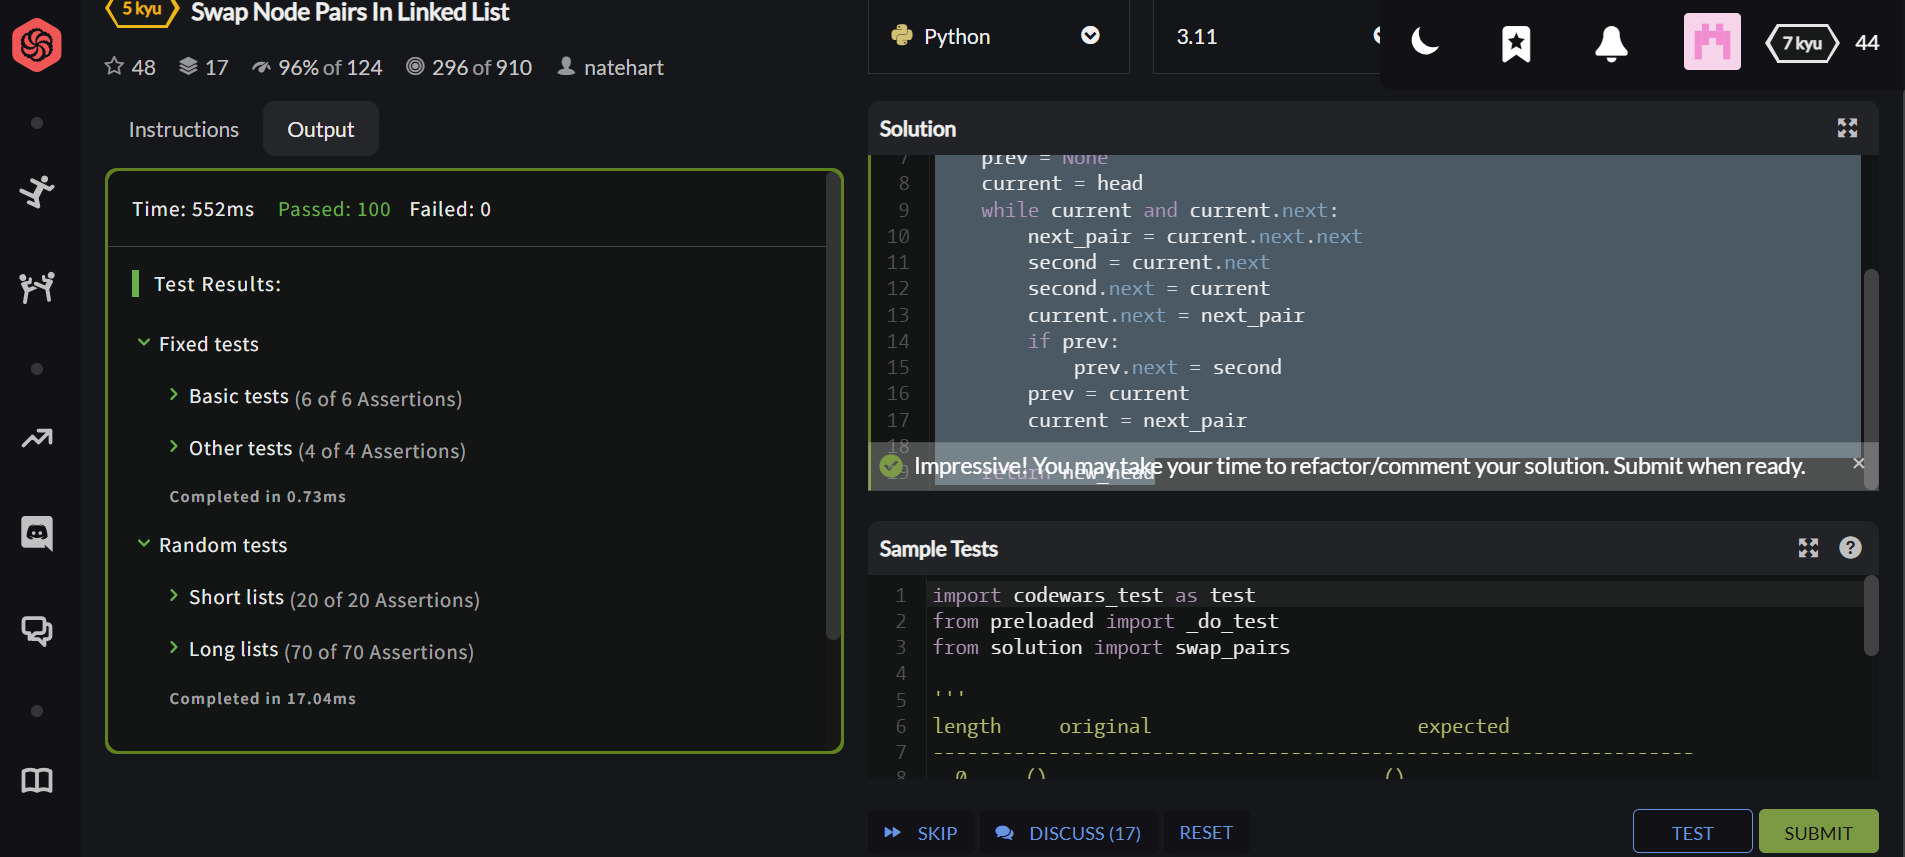 5 kyu Swap Node Pairs In Linked List
48 17 96% of 124 296 of 910 natehart
Python 3.11
7 kyu 44
Instructions Output
Time: 552ms Passed: 100 Failed: 0
Test Results:
Fixed tests
Basic tests (6 of 6 Assertions)
Other tests (4 of 4 Assertions)
Completed in 0.73ms
Random tests
Short lists (20 of 20 Assertions)
Long lists (70 of 70 Assertions)
Completed in 17.04ms
Solution
7 prev = None
8 current = head
9 while current and current.next:
10 next_pair = current.next.next
11 second = current.next
12 second.next = current
13 current.next = next_pair
14 if prev:
15 prev.next = second
16 prev = current
17 current = next_pair
18
Impressive! You may take your time to refactor/comment your solution. Submit when ready. ×
19 return new_head
Sample Tests ?
1 import codewars_test as test
2 from preloaded import _do_test
3 from solution import swap_pairs
4
5 '''
6 length original expected
7 ------------------------------------------------------------------
8 0 () ()
SKIP DISCUSS (17) RESET TEST SUBMIT